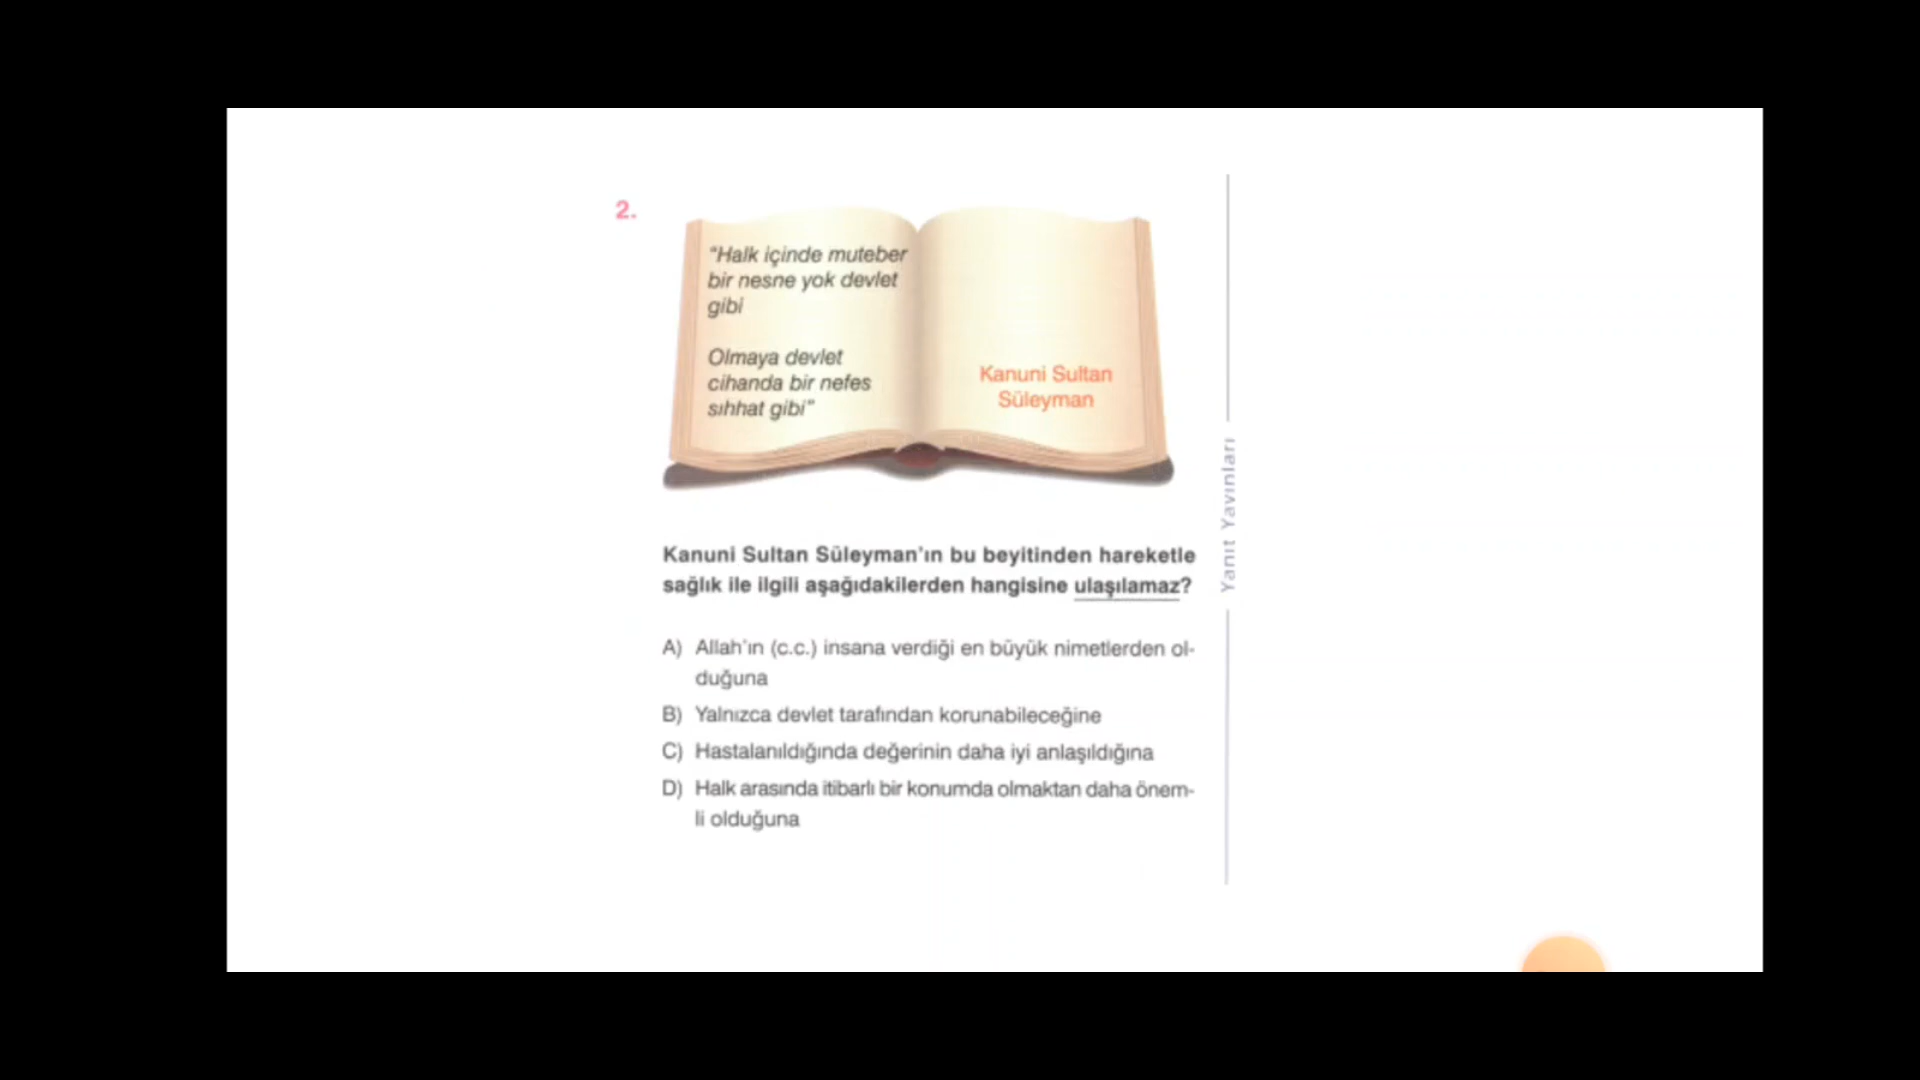 2.
"Halk içinde muteber
bir nesne yok devlet
gibi
Olmaya devlet
cihanda bir nefes
sıhhat gibi"
Kanuni Sultan
Süleyman
Kanuni Sultan Süleyman'ın bu beyitinden hareketle
sağlık ile ilgili aşağıdakilerden hangisine ulaşılamaz?
A) Allah'ın (c.c.) insana verdiği en büyük nimetlerden ol-
duğuna
B) Yalnızca devlet tarafından korunabileceğine
C) Hastalanıldığında değerinin daha iyi anlaşıldığına
D) Halk arasında itibarlı bir konumda olmaktan daha önem-
li olduğuna
Yanıt Yayınları